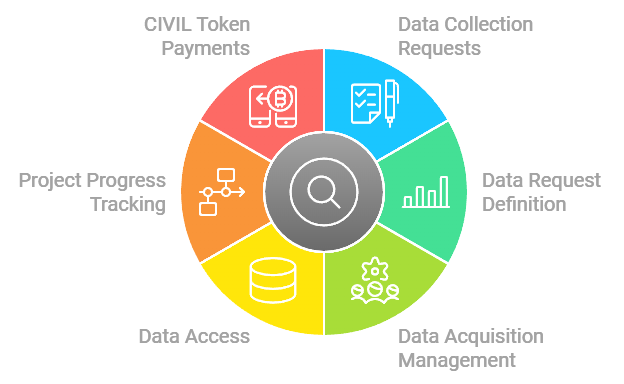 CIVIL Token
Payments
Data Collection
Requests
Project Progress
Tracking
Data Request
Definition
Data Access
Data Acquisition
Management